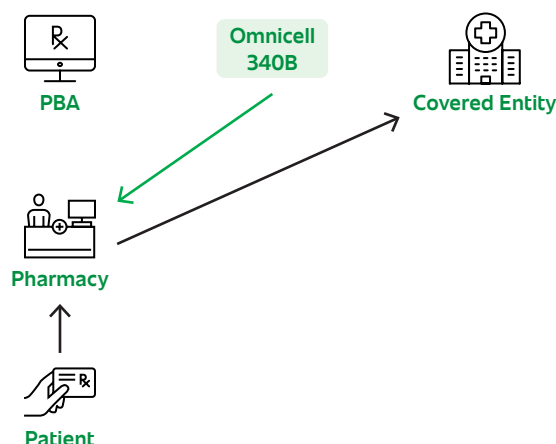 ℞
Omnicell
340B
PBA
Covered Entity
Pharmacy
℞
Patient